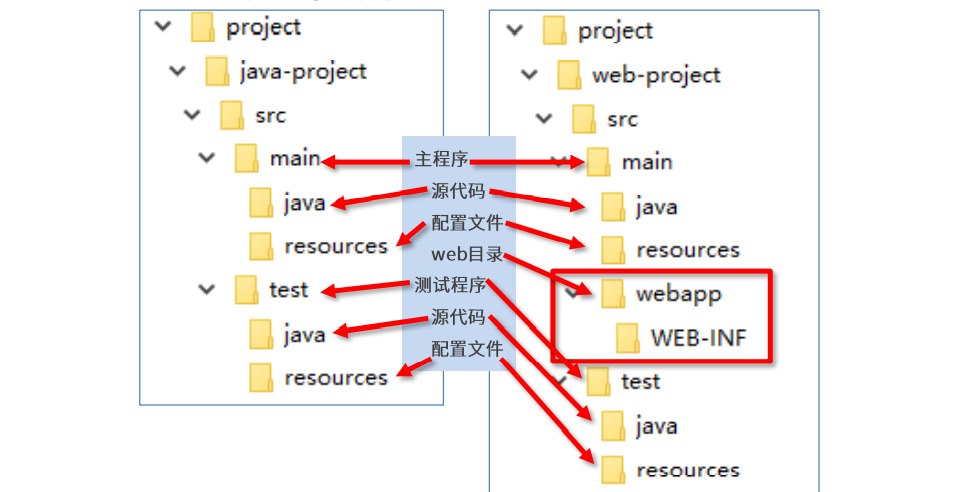 project
java-project
src
main
java
resources
test
java
resources
主程序
源代码
配置文件
web目录
测试程序
源代码
配置文件
project
web-project
src
main
java
resources
webapp
WEB-INF
test
java
resources